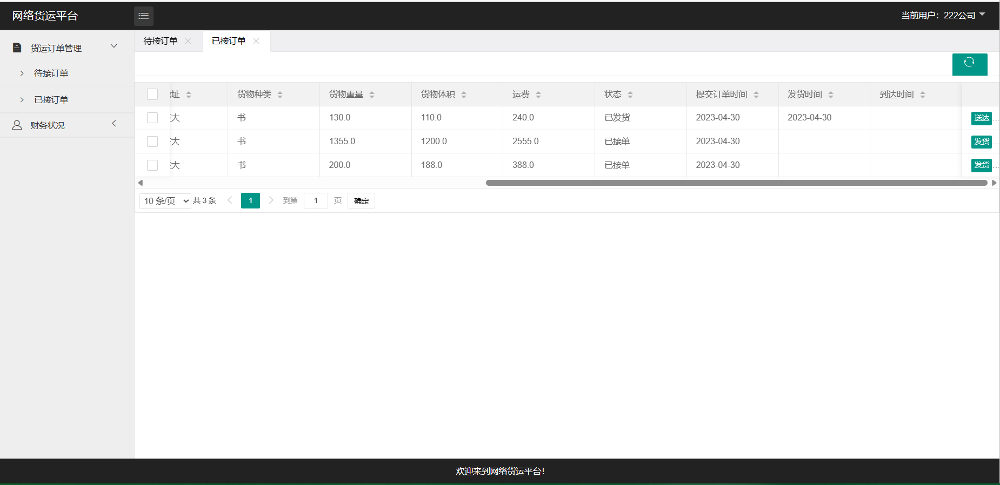 网络货运平台
当前用户：222公司
货运订单管理
待接订单
已接订单
财务状况
待接订单 已接订单
址 货物种类 货物重量 货物体积 运费 状态 提交订单时间 发货时间 到达时间
大 书 130.0 110.0 240.0 已发货 2023-04-30 2023-04-30 送达...
大 书 1355.0 1200.0 2555.0 已接单 2023-04-30 发货...
大 书 200.0 188.0 388.0 已接单 2023-04-30 发货...
10 条/页 共 3 条 1 到第 1 页 确定
欢迎来到网络货运平台！